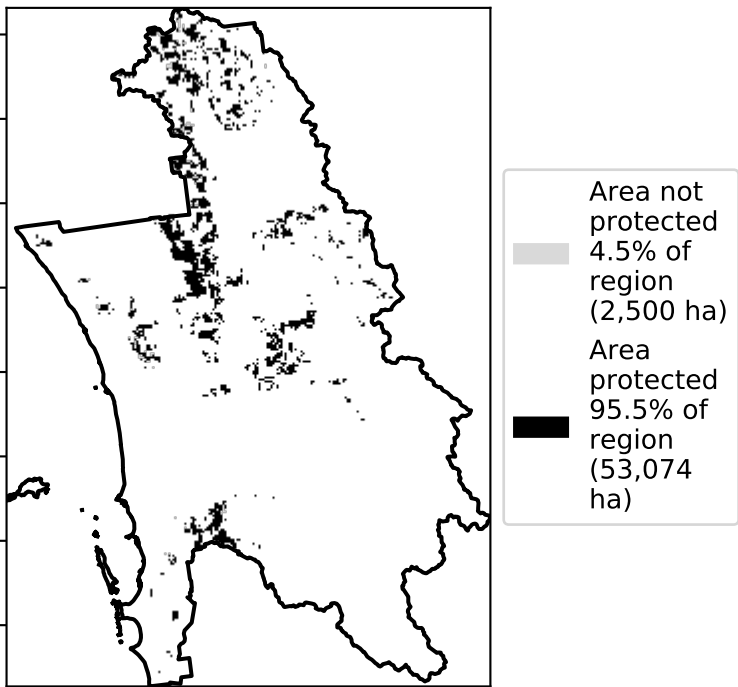 Area not
protected
4.5% of
region
(2,500 ha)
Area
protected
95.5% of
region
(53,074
ha)